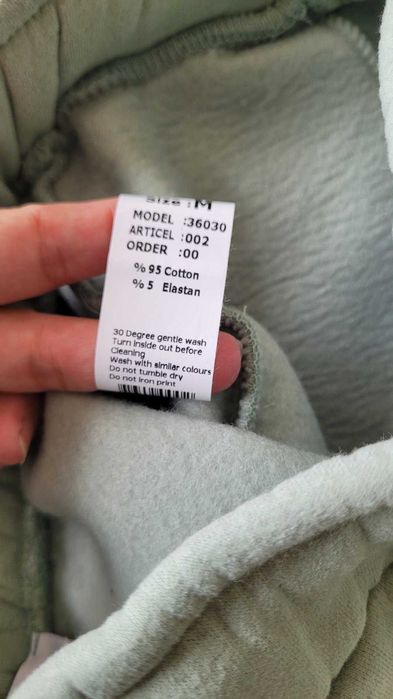 Size :M
MODEL :36030
ARTICEL :002
ORDER :00
% 95 Cotton
% 5 Elastan
30 Degree gentle wash
Turn inside out before
Cleaning
Wash with similar colours
Do not tumble dry
Do not iron print